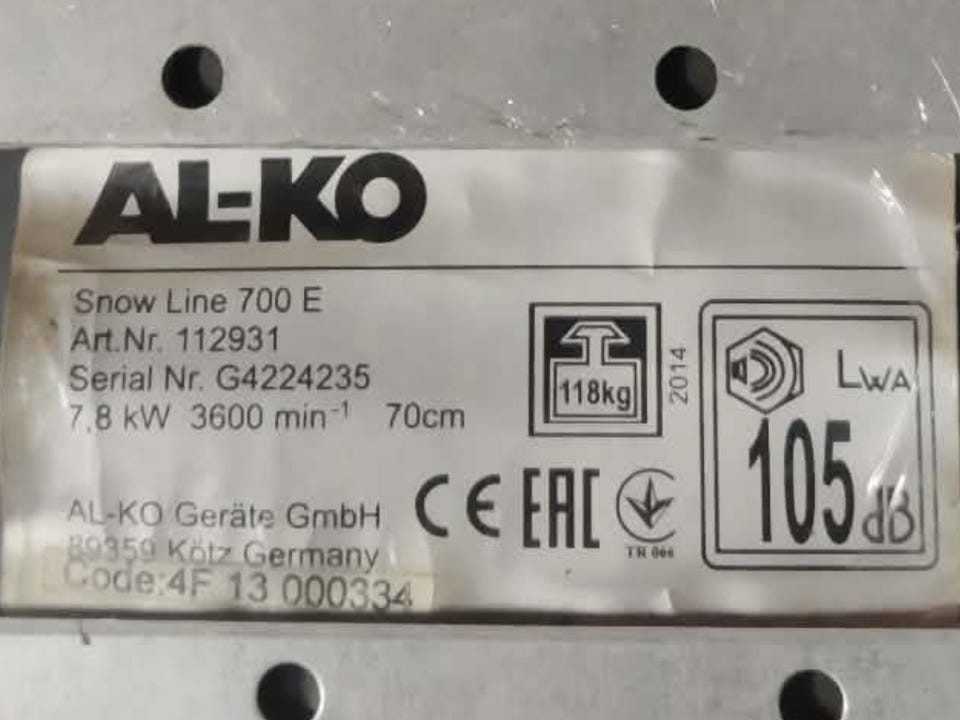 AL-KO
Snow Line 700 E
Art.Nr. 112931
Serial Nr. G4224235
7,8 kW 3600 min-1 70cm
118kg
2014
LWA
105
dB
AL-KO Geräte GmbH
89359 Kötz Germany
Code:4F 13 000334
CE EAC
TR 066